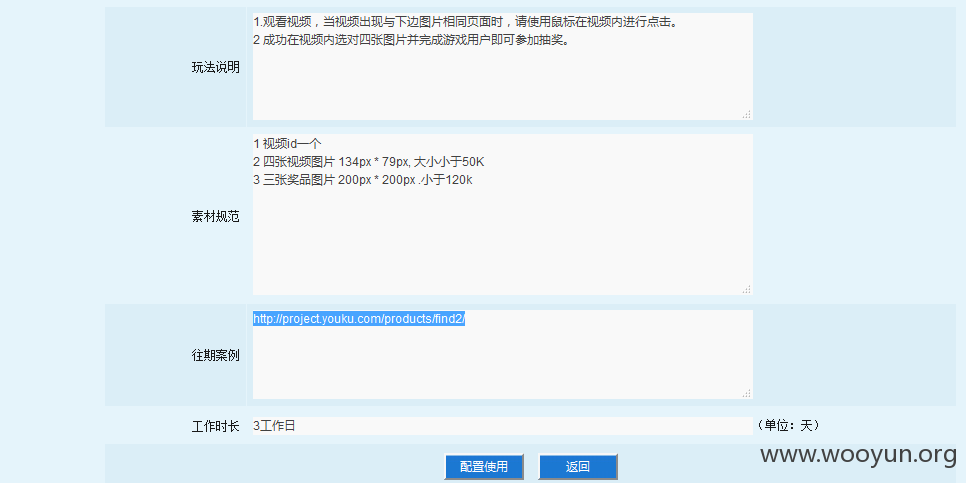 玩法说明
1.观看视频，当视频出现与下边图片相同页面时，请使用鼠标在视频内进行点击。
2 成功在视频内选对四张图片并完成游戏用户即可参加抽奖。
素材规范
1 视频id一个
2 四张视频图片 134px * 79px, 大小小于50K
3 三张奖品图片 200px * 200px .小于120k
往期案例
http://project.youku.com/products/find2/
工作时长 3工作日 （单位：天）
配置使用 返回
www.wooyun.org